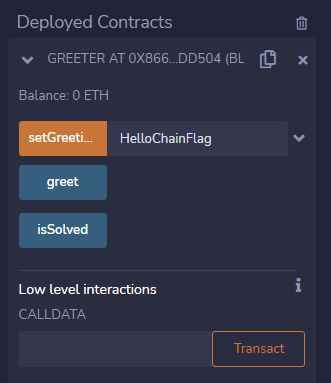 Deployed Contracts
GREETER AT 0X866...DD504 (BL
Balance: 0 ETH
setGreeti... HelloChainFlag
greet
isSolved
Low level interactions
CALLDATA
Transact